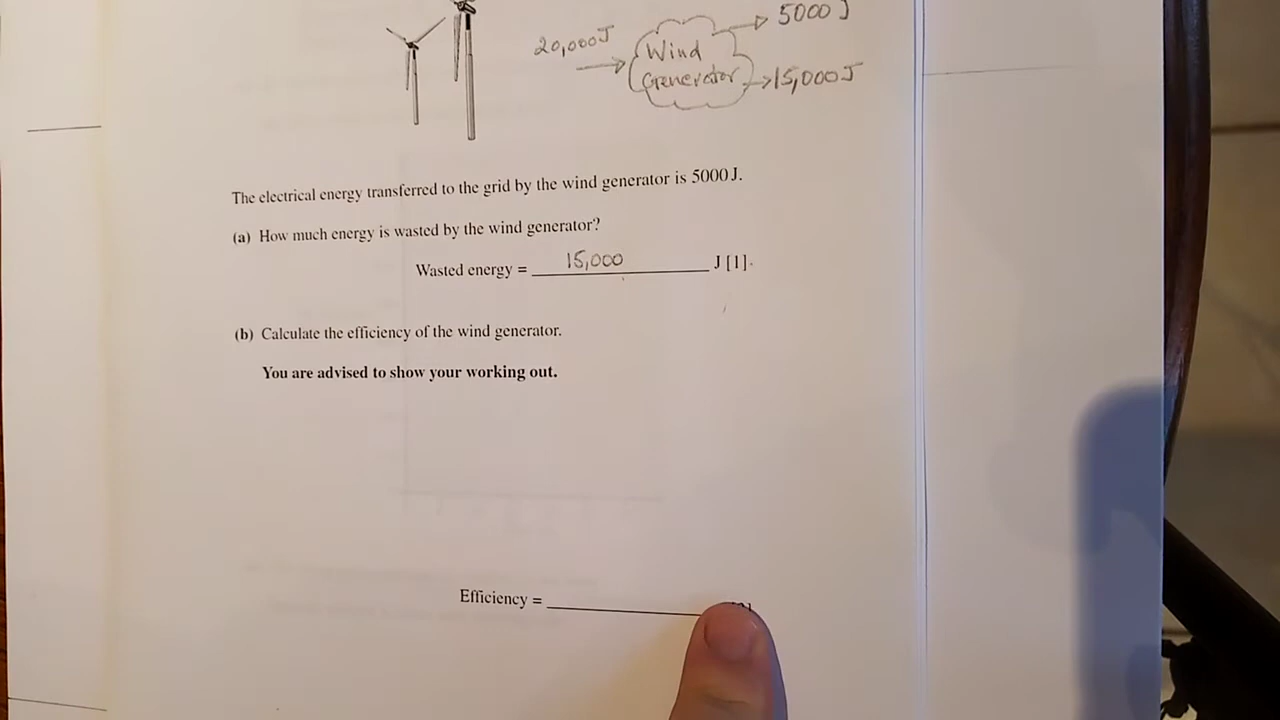 5000 J
20,000J
Wind
Generator
15,000J
The electrical energy transferred to the grid by the wind generator is 5000 J.
(a) How much energy is wasted by the wind generator?
Wasted energy = 15,000 J [1].
(b) Calculate the efficiency of the wind generator.
You are advised to show your working out.
Efficiency =